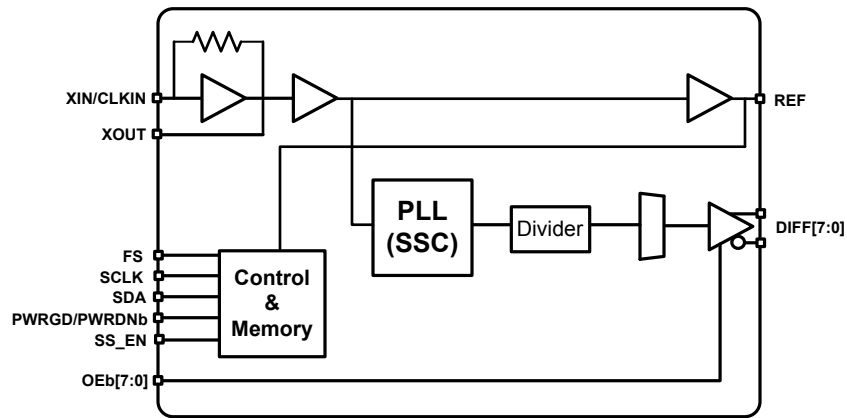 XIN/CLKIN
XOUT
REF
PLL
(SSC)
Divider
DIFF[7:0]
FS
SCLK
SDA
PWRGD/PWRDNb
SS_EN
Control
&
Memory
OEb[7:0]